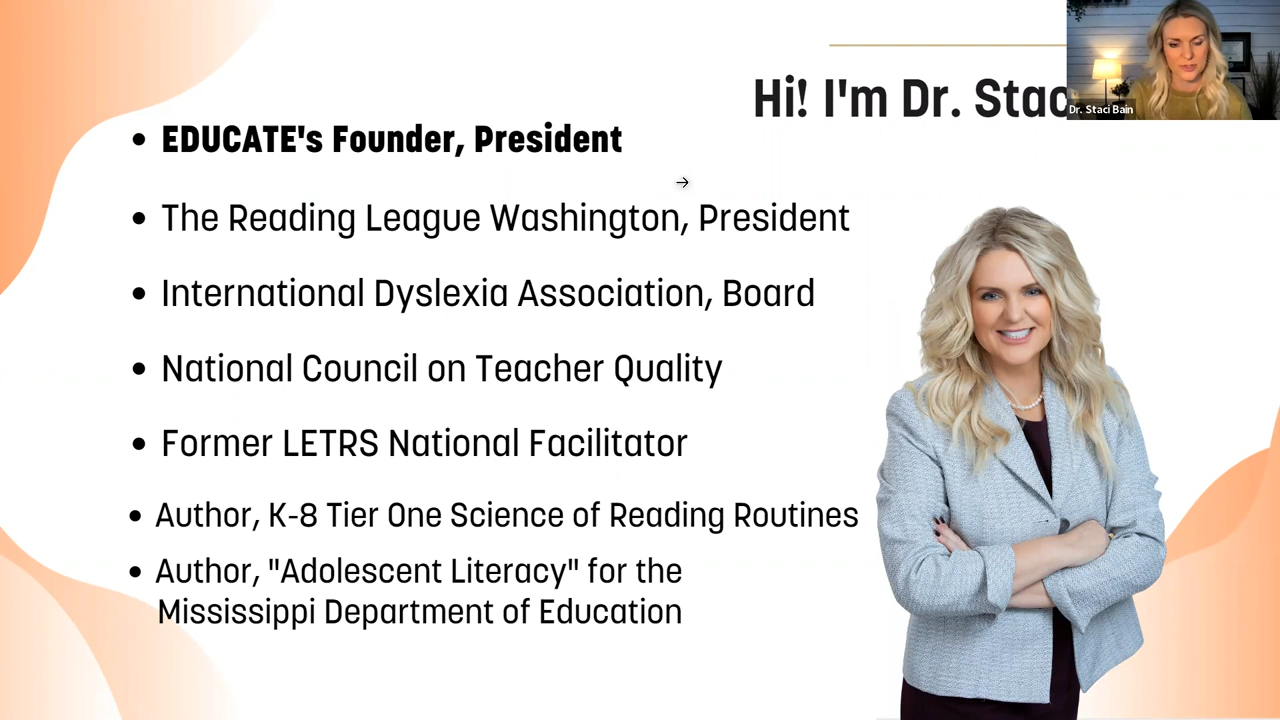 Hi! I'm Dr. Stac
Dr. Staci Bain
• EDUCATE's Founder, President
• The Reading League Washington, President
• International Dyslexia Association, Board
• National Council on Teacher Quality
• Former LETRS National Facilitator
• Author, K-8 Tier One Science of Reading Routines
• Author, "Adolescent Literacy" for the
Mississippi Department of Education